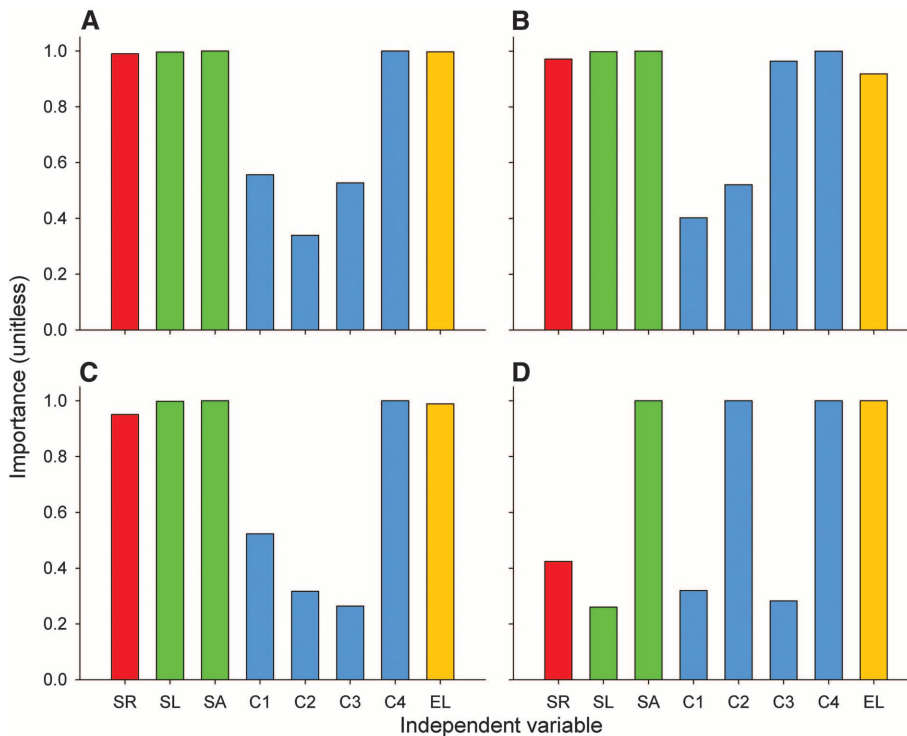 A
B
1.0
0.8
0.6
0.4
0.2
0.0
C
D
1.0
0.8
0.6
0.4
0.2
0.0
SR SL SA C1 C2 C3 C4 EL
SR SL SA C1 C2 C3 C4 EL
Importance (unitless)
Independent variable